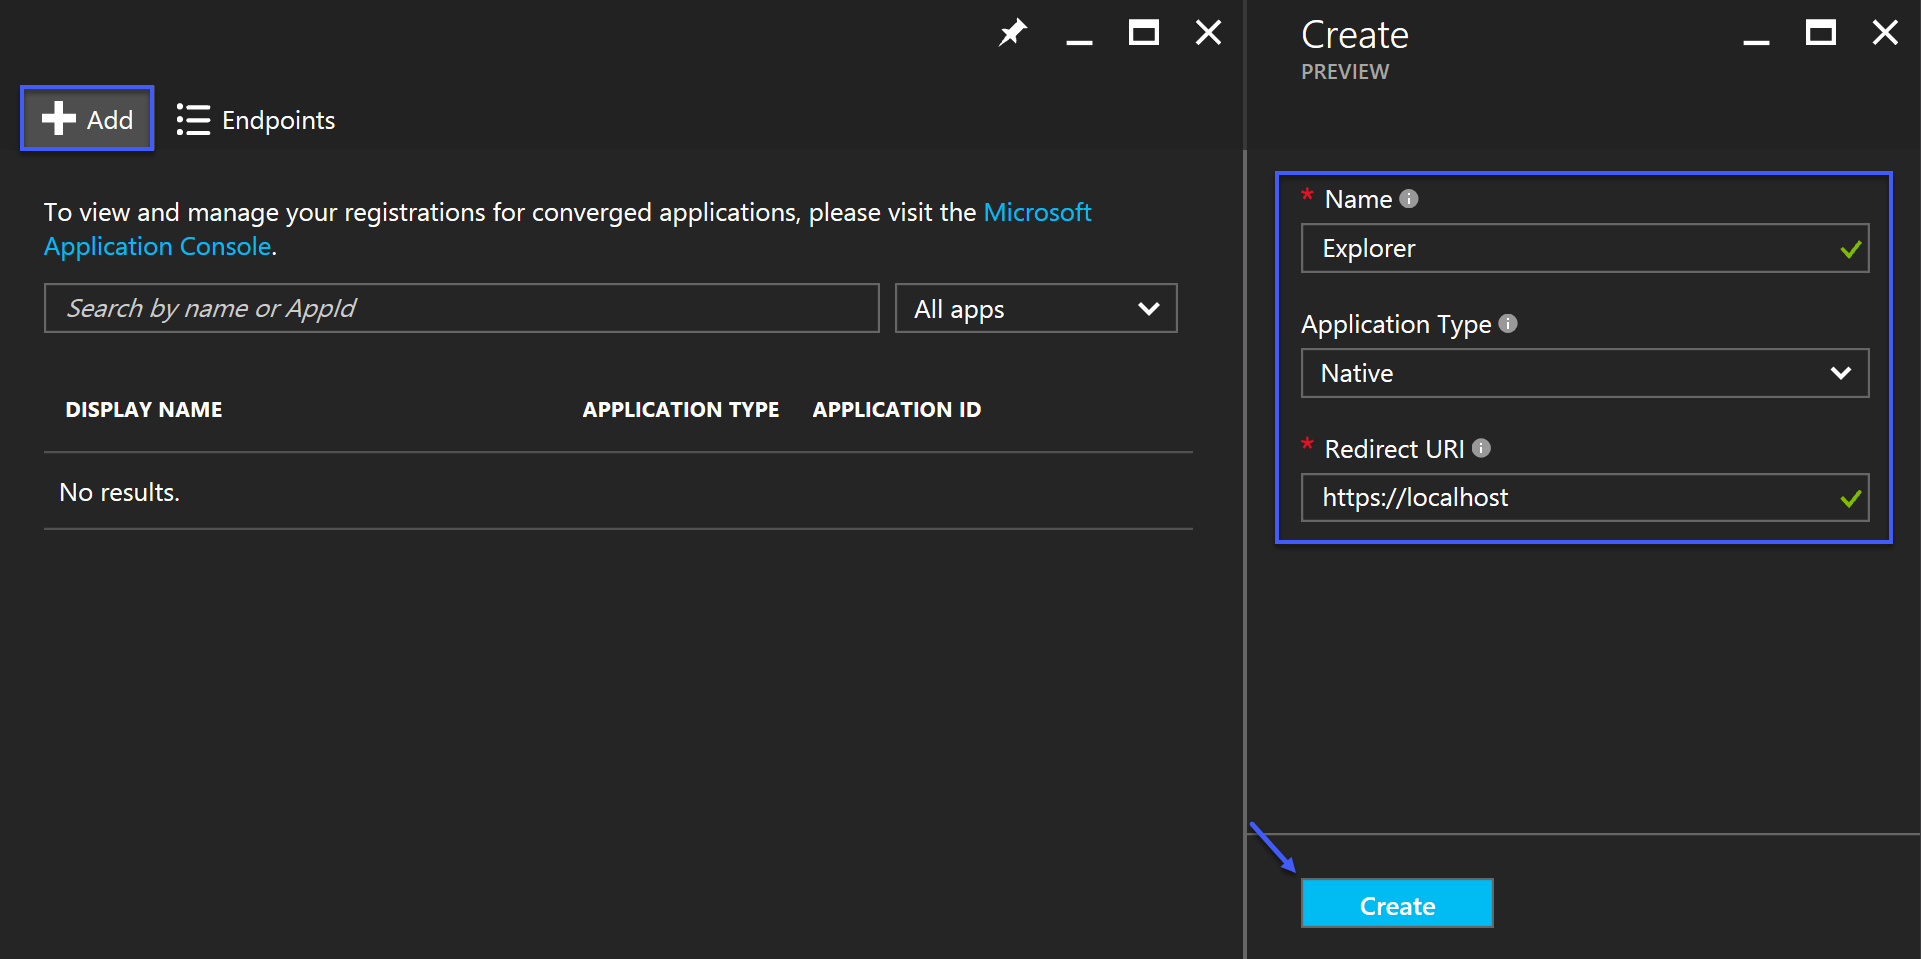 Add
Endpoints
To view and manage your registrations for converged applications, please visit the Microsoft
Application Console.
Search by name or AppId
All apps
DISPLAY NAME APPLICATION TYPE APPLICATION ID
No results.
Create
PREVIEW
* Name
Explorer
Application Type
Native
* Redirect URI
https://localhost
Create